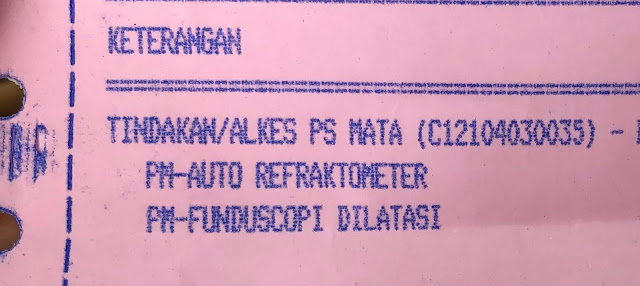 KETERANGAN
TINDAKAN/ALKES PS MATA (C12104030035) -
PM-AUTO REFRAKTOMETER
PM-FUNDUSCOPI DILATASI